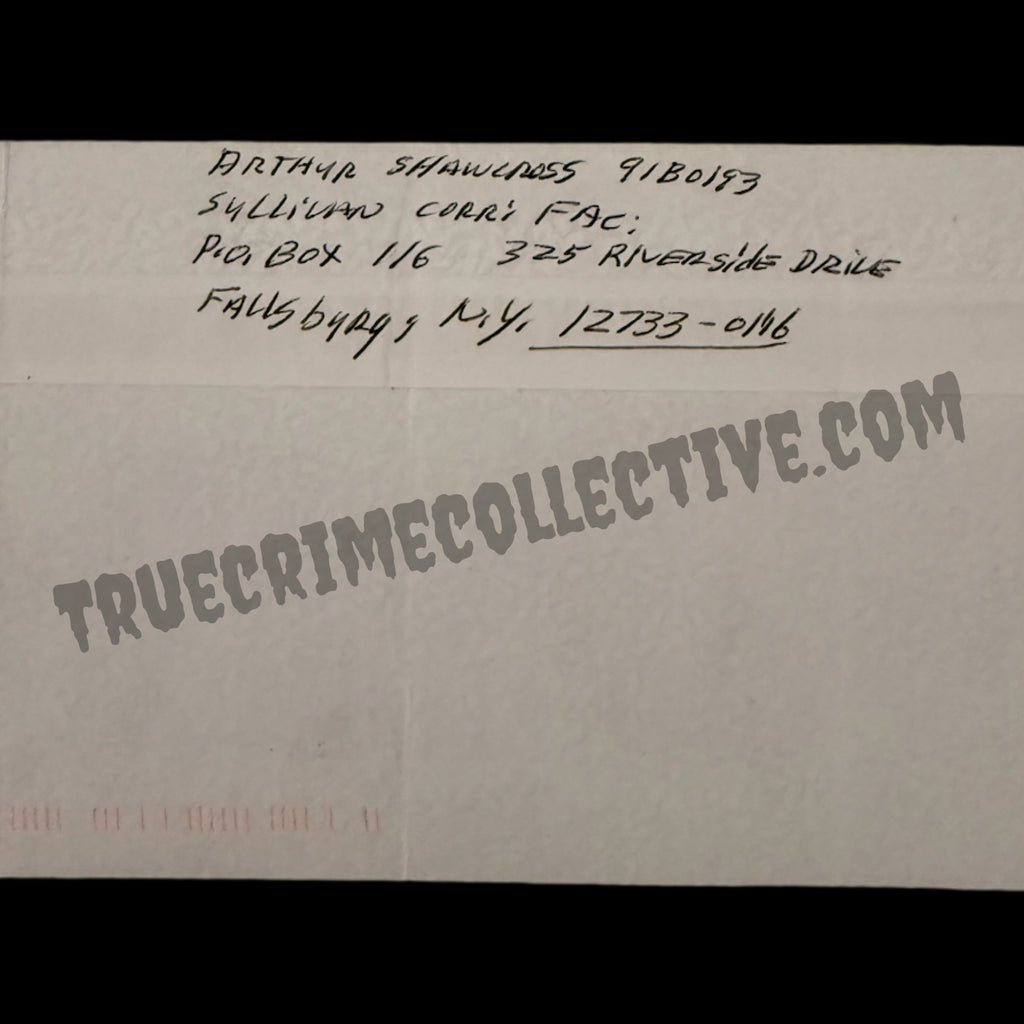 ARTHUR SHAWCROSS 91B0193
SULLIVAN CORR: FAC:
P.O. BOX 116 325 RIVERSIDE DRIVE
FALLSBURG, N.Y. 12733-0116
TRUECRIMECOLLECTIVE.COM